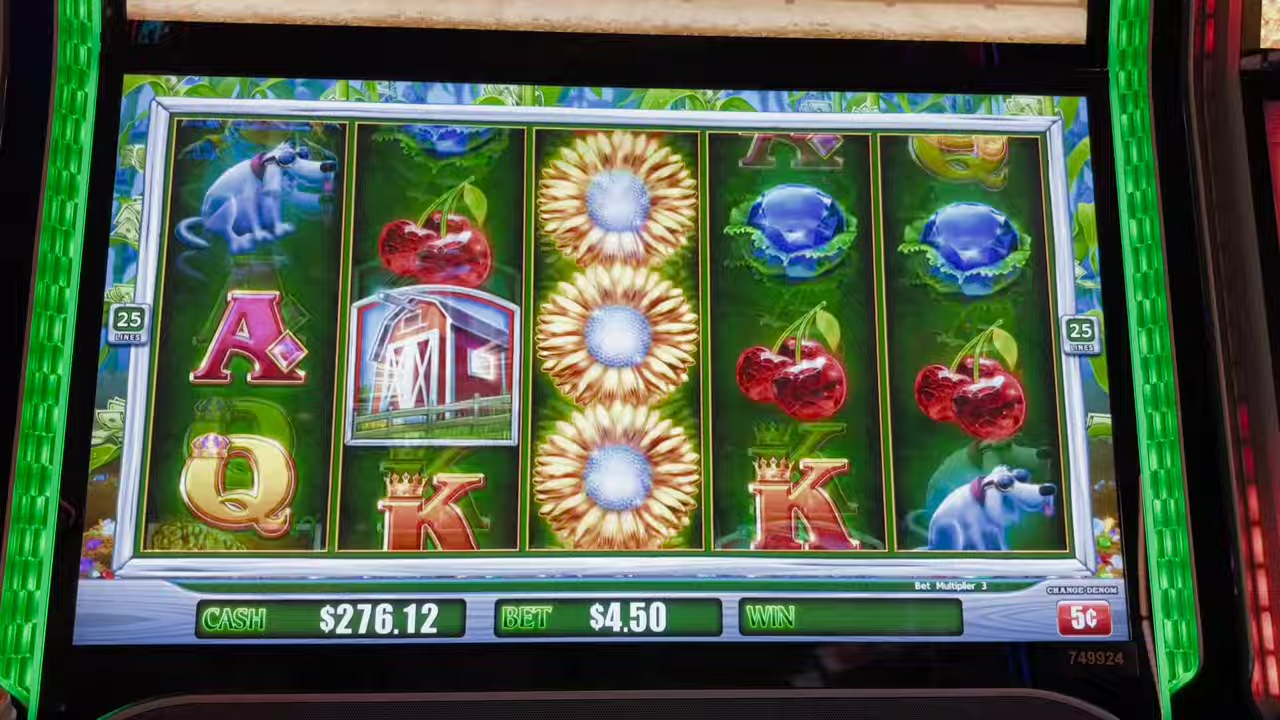 A
25
LINES
A
25
LINES
Q
K
K
Bet Multiplier 3
CHANGE DENOM
CASH $276.12
BET $4.50
WIN
5¢
749924